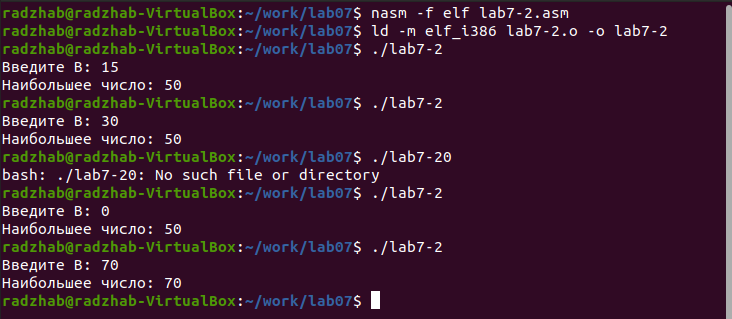 radzhab@radzhab-VirtualBox:~/work/lab07$ nasm -f elf lab7-2.asm
radzhab@radzhab-VirtualBox:~/work/lab07$ ld -m elf_i386 lab7-2.o -o lab7-2
radzhab@radzhab-VirtualBox:~/work/lab07$ ./lab7-2
Введите B: 15
Наибольшее число: 50
radzhab@radzhab-VirtualBox:~/work/lab07$ ./lab7-2
Введите B: 30
Наибольшее число: 50
radzhab@radzhab-VirtualBox:~/work/lab07$ ./lab7-20
bash: ./lab7-20: No such file or directory
radzhab@radzhab-VirtualBox:~/work/lab07$ ./lab7-2
Введите B: 0
Наибольшее число: 50
radzhab@radzhab-VirtualBox:~/work/lab07$ ./lab7-2
Введите B: 70
Наибольшее число: 70
radzhab@radzhab-VirtualBox:~/work/lab07$